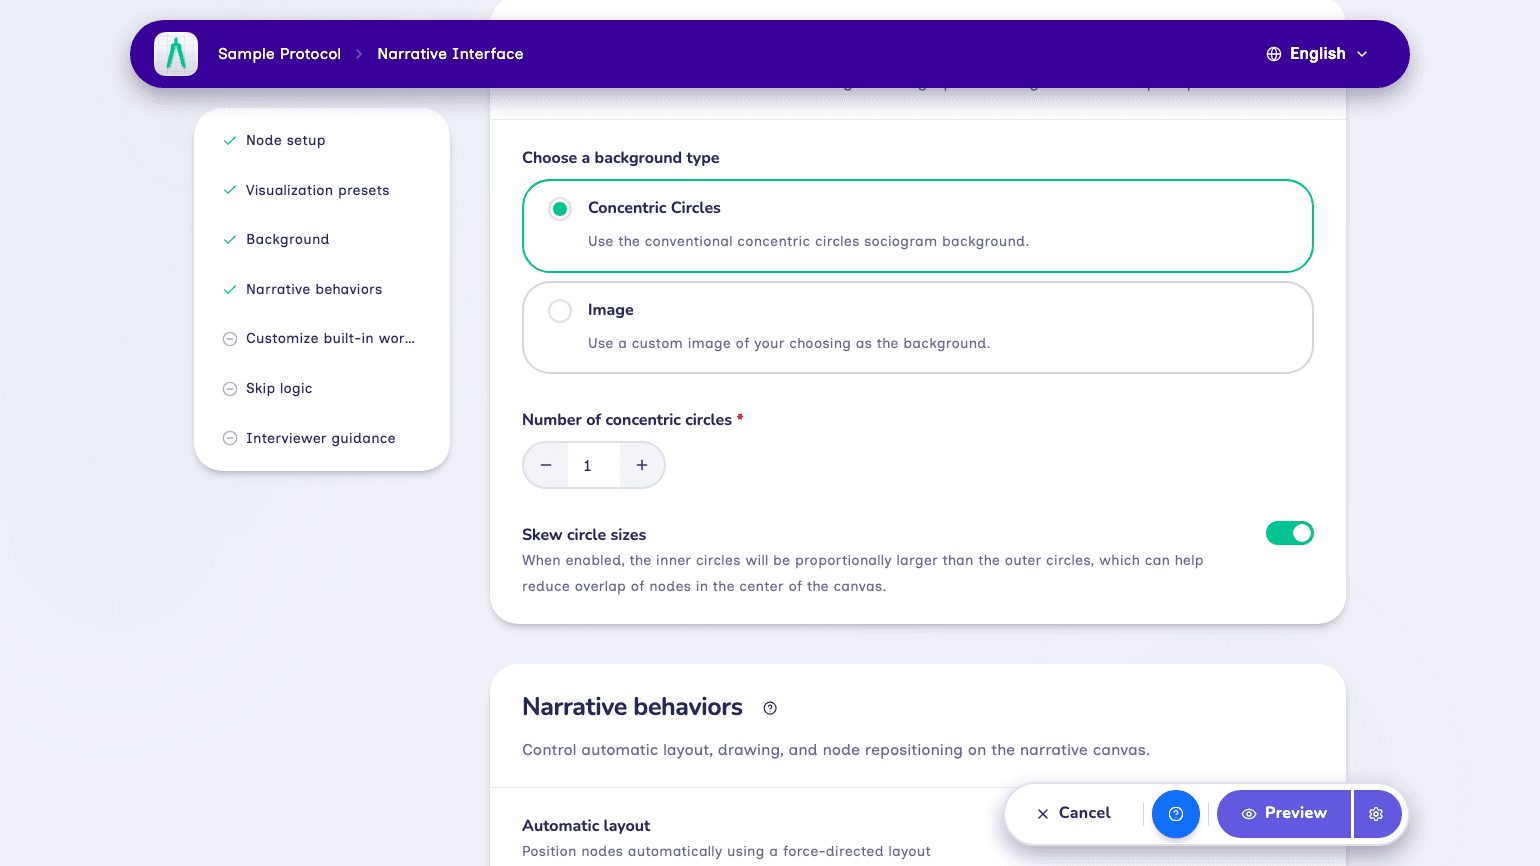 Sample Protocol > Narrative Interface
English
Node setup
Visualization presets
Background
Narrative behaviors
Customize built-in wor...
Skip logic
Interviewer guidance
Choose a background type
Concentric Circles
Use the conventional concentric circles sociogram background.
Image
Use a custom image of your choosing as the background.
Number of concentric circles *
− 1 +
Skew circle sizes
When enabled, the inner circles will be proportionally larger than the outer circles, which can help
reduce overlap of nodes in the center of the canvas.
Narrative behaviors
Control automatic layout, drawing, and node repositioning on the narrative canvas.
Automatic layout
Position nodes automatically using a force-directed layout
Cancel
Preview